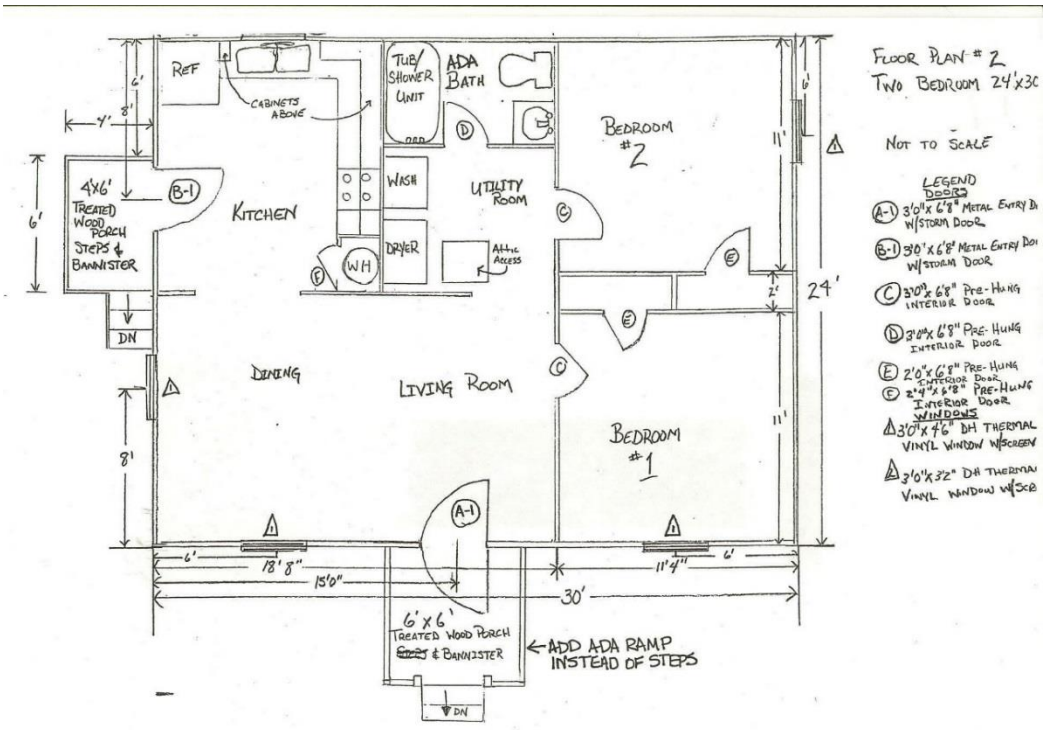 FLOOR PLAN # 2
TWO BEDROOM 24'X30
NOT TO SCALE
LEGEND
DOORS
A-1 3'0"X 6'8" METAL ENTRY
W/STORM DOOR
B-1 3'0" X 6'8" METAL ENTRY
W/STORM DOOR
C 3'0"X 6'8" PRE-HUNG
INTERIOR DOOR
D 3'0"X 6'8" PRE-HUNG
INTERIOR DOOR
E 2'0"X 6'8" PRE-HUNG
INTERIOR DOOR
F 2'4"X 6'8" PRE-HUNG
INTERIOR DOOR
WINDOWS
1 3'0"X 4'6" DH THERMAL
VINYL WINDOW W/SCREEN
2 3'0"X 3'2" DH THERMAL
VINYL WINDOW W/SCR
REF
CABINETS
ABOVE
TUB/
SHOWER
UNIT
ADA
BATH
D
BEDROOM
#2
11'
6'
1
6'
8'
4'
6'
4'X6'
TREATED
WOOD
PORCH
STEPS &
BANNISTER
B-1
KITCHEN
WASH
DRYER
UTILITY
ROOM
Attic
Access
C
E
WH
F
2'
24'
E
DN
DINING
LIVING ROOM
C
1
8'
BEDROOM
#1
11'
A-1
1
1
6'
18'8"
6'
11'4"
15'0"
30'
6'X6'
TREATED WOOD PORCH
STEPS & BANNISTER
ADD ADA RAMP
INSTEAD OF STEPS
DN